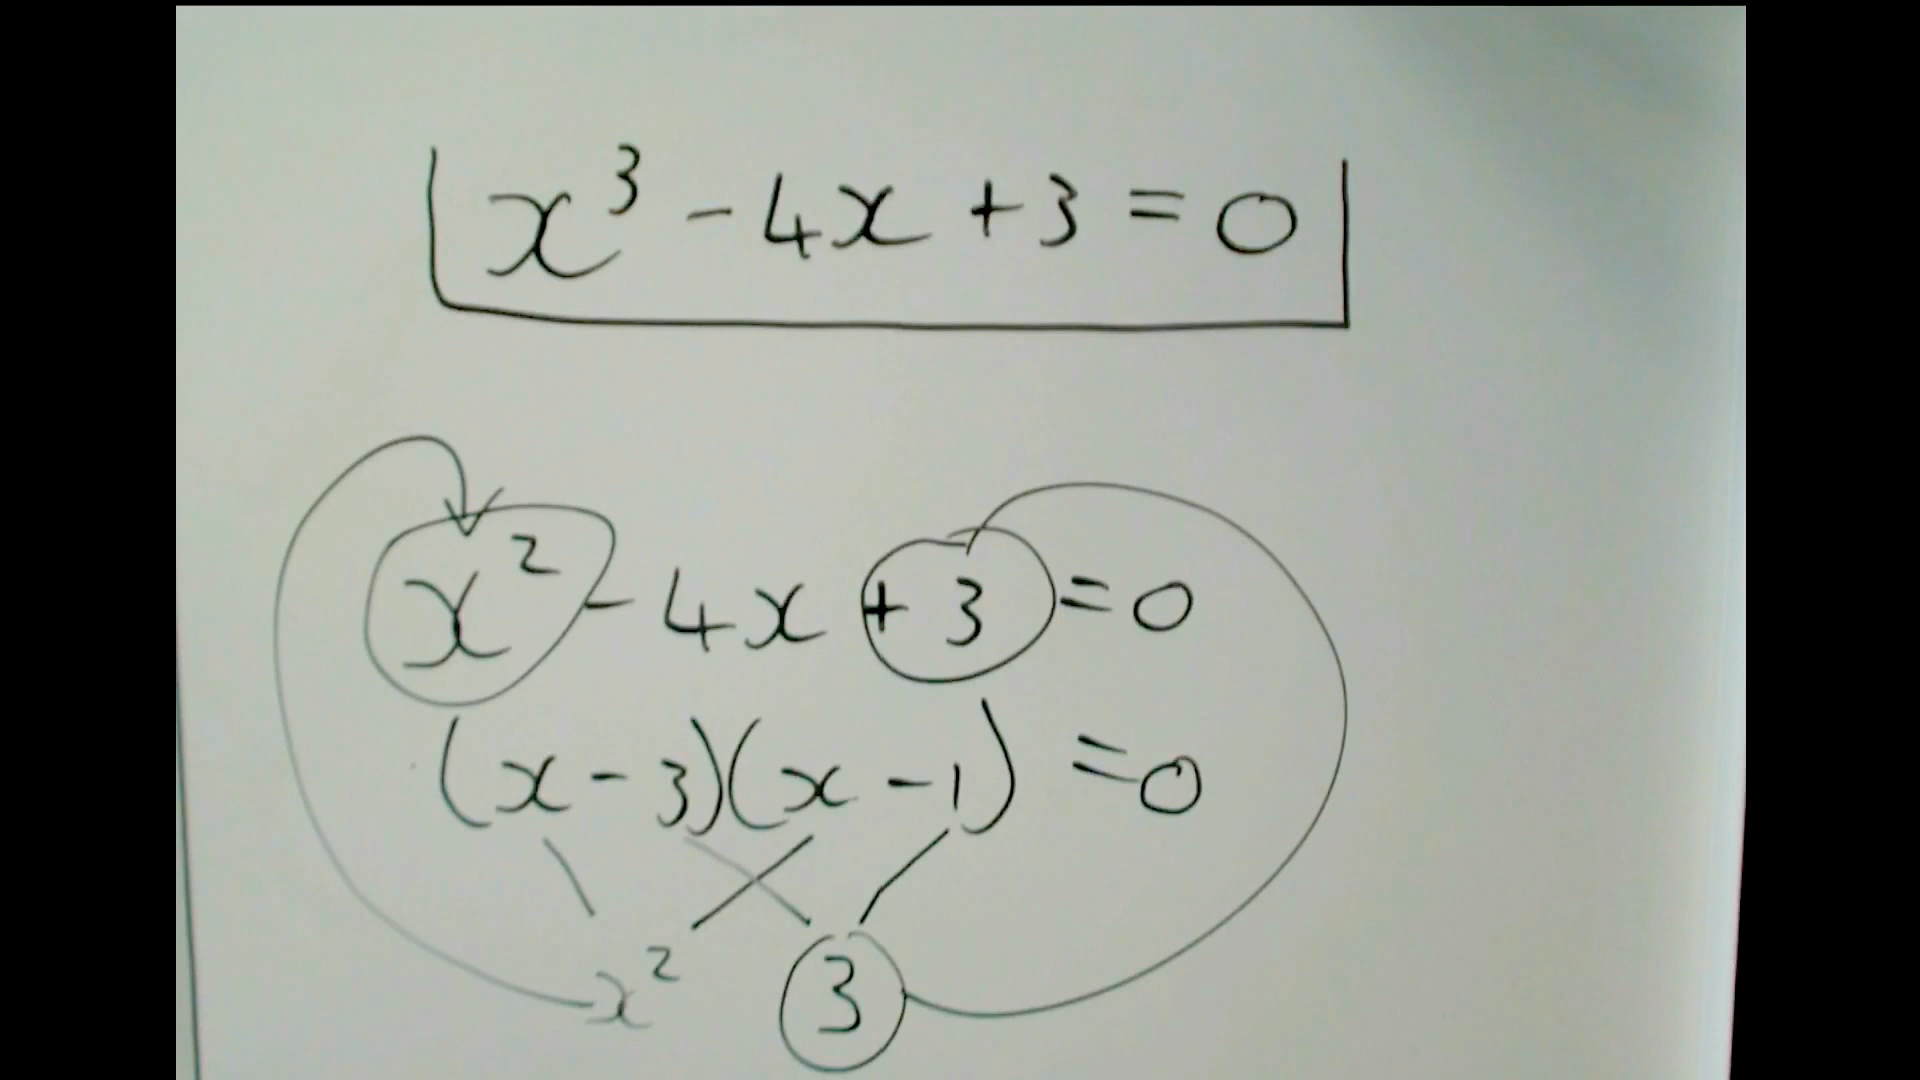 x³ - 4x + 3 = 0
x² - 4x + 3 = 0
(x - 3)(x - 1) = 0
x² 3